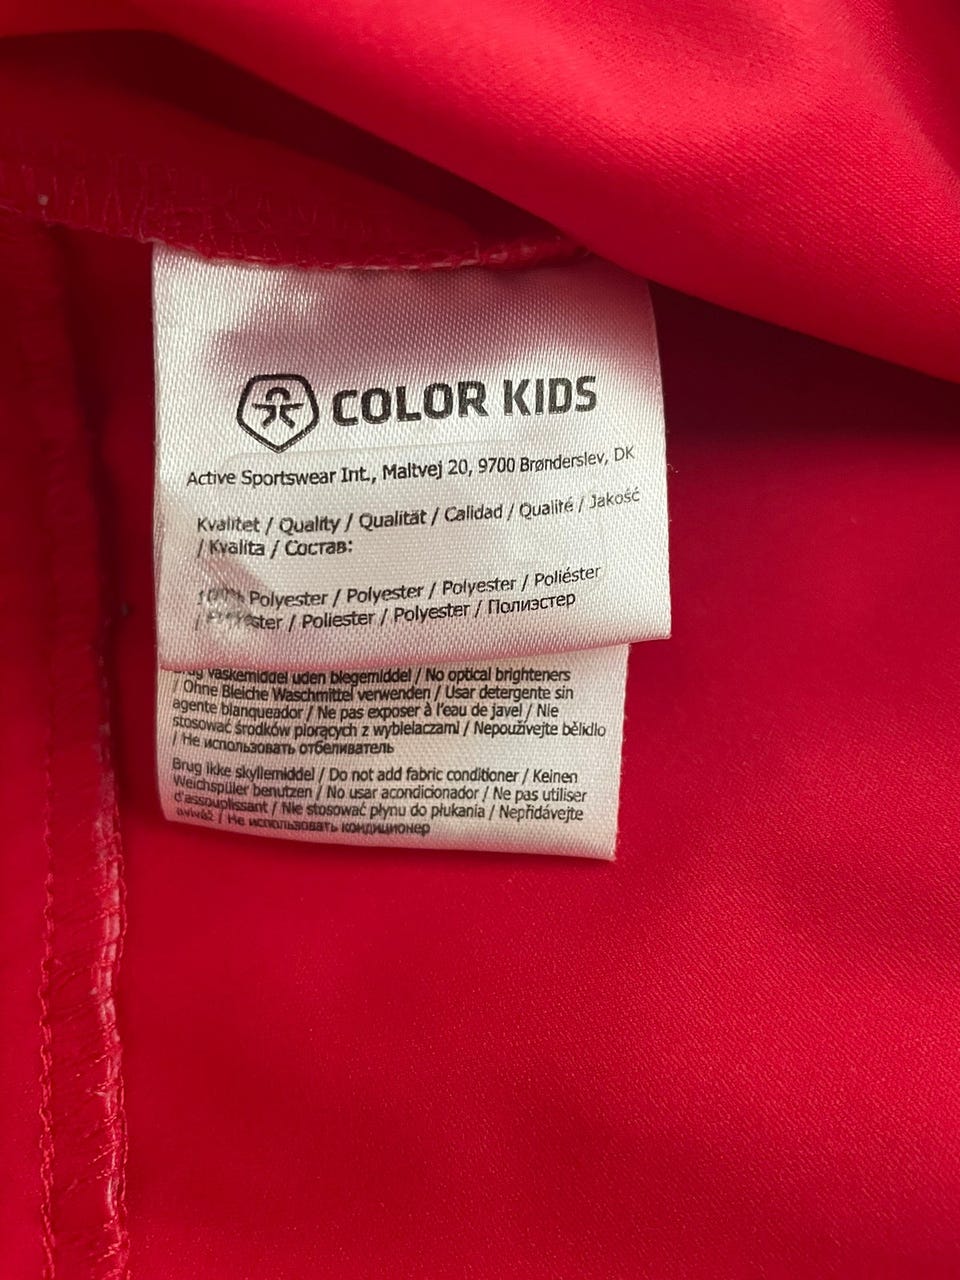 COLOR KIDS
Active Sportswear Int., Maltvej 20, 9700 Brønderslev, DK
Kvalitet / Quality / Qualität / Calidad / Qualité / Jakość
/ Kvalita / Состав:
100% Polyester / Polyester / Polyester / Poliéster
/ Polyester / Poliester / Polyester / Полиэстер
vaskemiddel uden blegemiddel / No optical brighteners
/ Ohne Bleiche Waschmittel verwenden / Usar detergente sin
agente blanqueador / Ne pas exposer à l'eau de javel / Nie
stosować środków piorących z wybielaczami / Nepoužívejte bělidlo
/ Не использовать отбеливатель
Brug ikke skyllemiddel / Do not add fabric conditioner / Keinen
Weichspüler benutzen / No usar acondicionador / Ne pas utiliser
d'assouplissant / Nie stosować płynu do płukania / Nepřidávejte
aviváž / Не использовать кондиционер